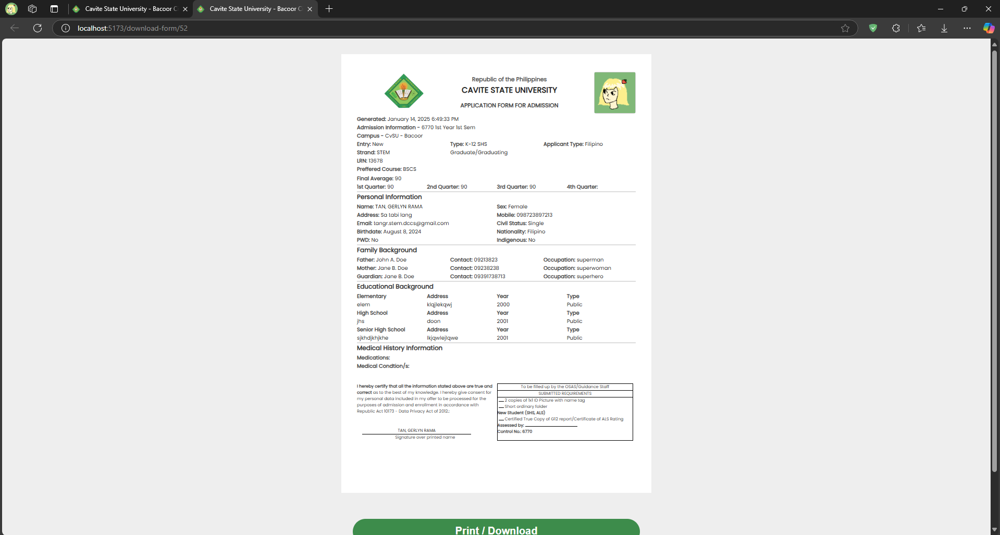 Cavite State University - Bacoor C
Cavite State University - Bacoor C
localhost:5173/download-form/52
Republic of the Philippines
CAVITE STATE UNIVERSITY
APPLICATION FORM FOR ADMISSION
Generated: January 14, 2025 6:49:33 PM
Admission Information - 6770 1st Year 1st Sem
Campus - CvSU - Bacoor
Entry: New Type: K-12 SHS Applicant Type: Filipino
Strand: STEM Graduate/Graduating
LRN: 13678
Preffered Course: BSCS
Final Average: 90
1st Quarter: 90 2nd Quarter: 90 3rd Quarter: 90 4th Quarter:
Personal Information
Name: TAN, GERLYN RAMA Sex: Female
Address: Sa tabi lang Mobile: 098723897213
Email: tangr.stem.dccs@gmail.com Civil Status: Single
Birthdate: August 8, 2024 Nationality: Filipino
PWD: No Indigenous: No
Family Background
Father: John A. Doe Contact: 09213823 Occupation: superman
Mother: Jane B. Doe Contact: 09238238 Occupation: superwoman
Guardian: Jane B. Doe Contact: 09391738713 Occupation: superhero
Educational Background
Elementary Address Year Type
elem klqjlekqwj 2000 Public
High School Address Year Type
jhs doon 2001 Public
Senior High School Address Year Type
sjkhdjkhjkhe lkjqwlejlqwe 2001 Public
Medical History Information
Medications:
Medical Condtion/s:
I hereby certify that all the information stated above are true and
correct as to the best of my knowledge. I hereby give consent for
my personal data included in my offer to be processed for the
purposes of admission and enrollment in accordance with
Republic Act 10173 - Data Privacy Act of 2012.:
TAN, GERLYN RAMA
Signature over printed name
To be filled up by the OSAS/Guidance Staff
SUBMITTED REQUIREMENTS
2 copies of 1x1 ID Picture with name tag
Short ordinary folder
New Student (SHS, ALS)
Certified True Copy of G12 report/Certificate of ALS Rating
Assessed by:
Control No.: 6770
Print / Download